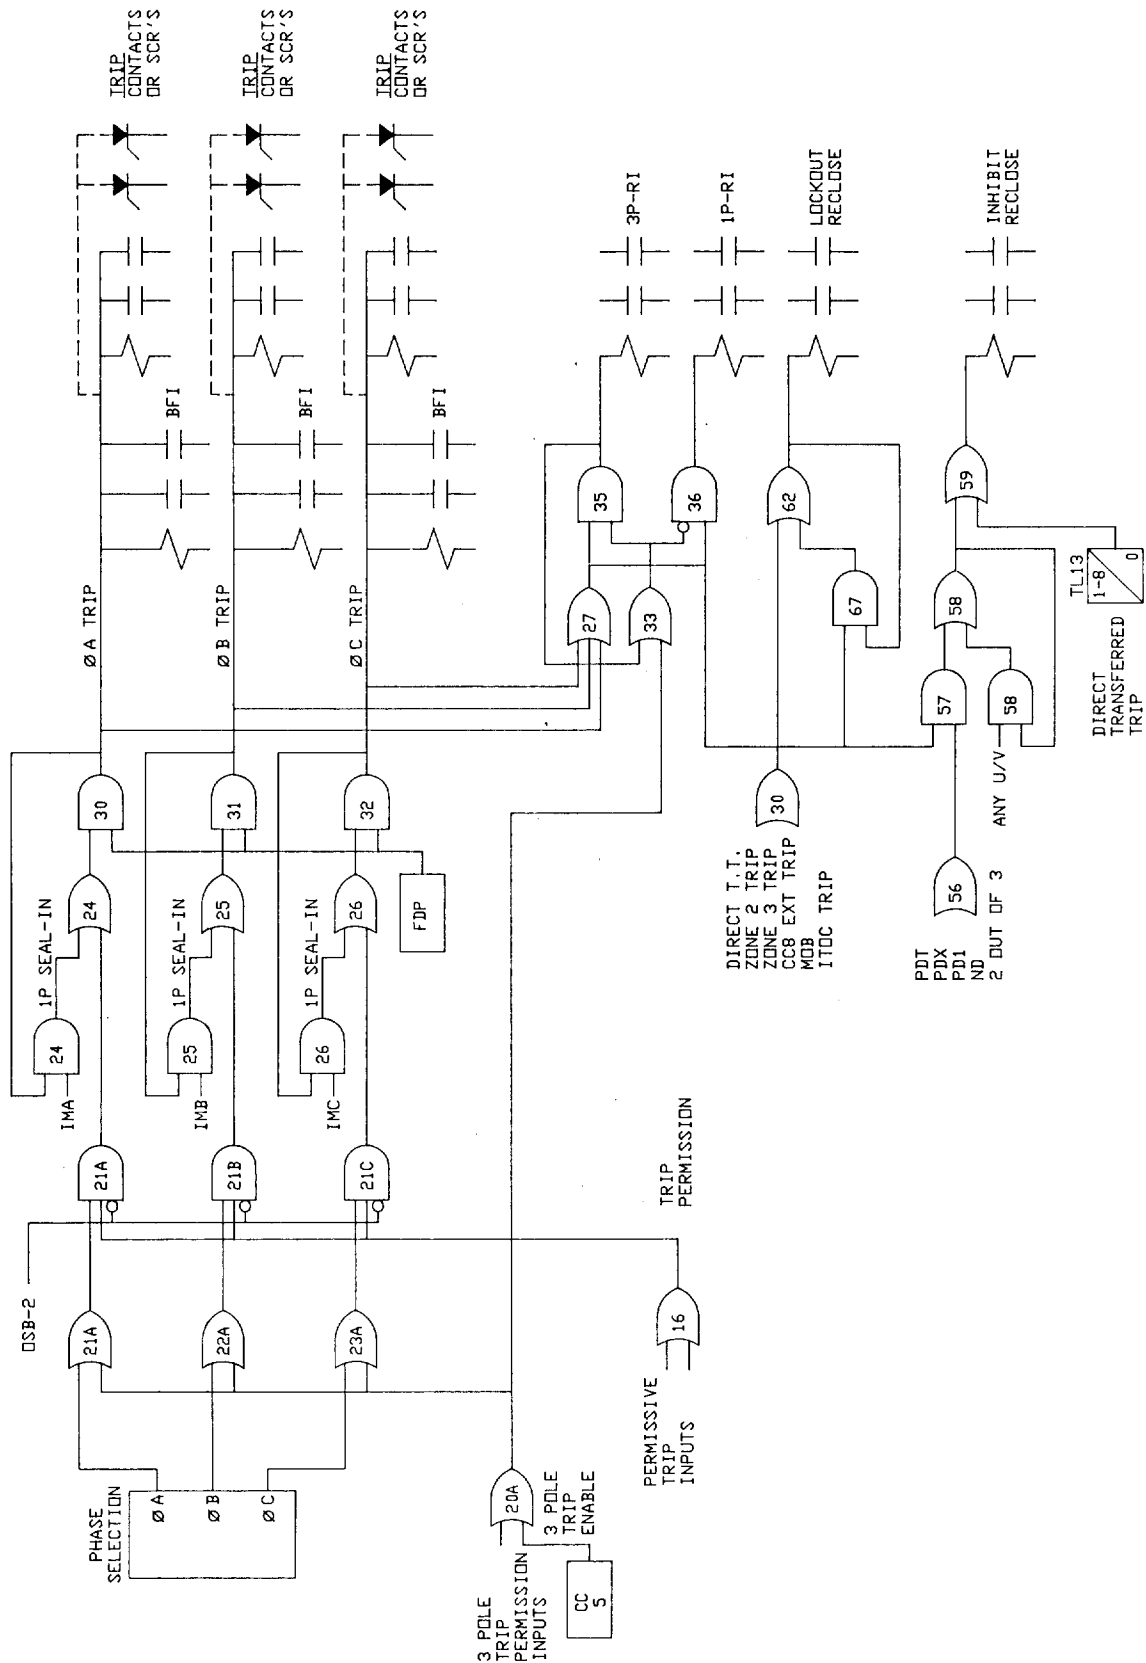 PHASE
SELECTION
ØA
ØB
ØC
OSB-2
21A
22A
23A
21A
21B
21C
IMA
IMB
IMC
24
25
26
1P SEAL-IN
1P SEAL-IN
1P SEAL-IN
24
25
26
30
31
32
FDP
ØA TRIP
ØB TRIP
ØC TRIP
BFI
BFI
BFI
TRIP
CONTACTS
OR SCR'S
TRIP
CONTACTS
OR SCR'S
TRIP
CONTACTS
OR SCR'S
3 POLE
TRIP
PERMISSION
INPUTS
CC
5
20A
3 POLE
TRIP
ENABLE
PERMISSIVE
TRIP
INPUTS
16
TRIP
PERMISSION
27
33
35
36
3P-RI
1P-RI
DIRECT T.T.
ZONE 2 TRIP
ZONE 3 TRIP
CC8 EXT TRIP
MOB
ITOC TRIP
30
67
62
LOCKOUT
RECLOSE
PDT
PDX
PD1
ND
2 OUT OF 3
56
57
ANY U/V
58
58
59
INHIBIT
RECLOSE
DIRECT
TRANSFERRED
TRIP
TL13
1-8
0